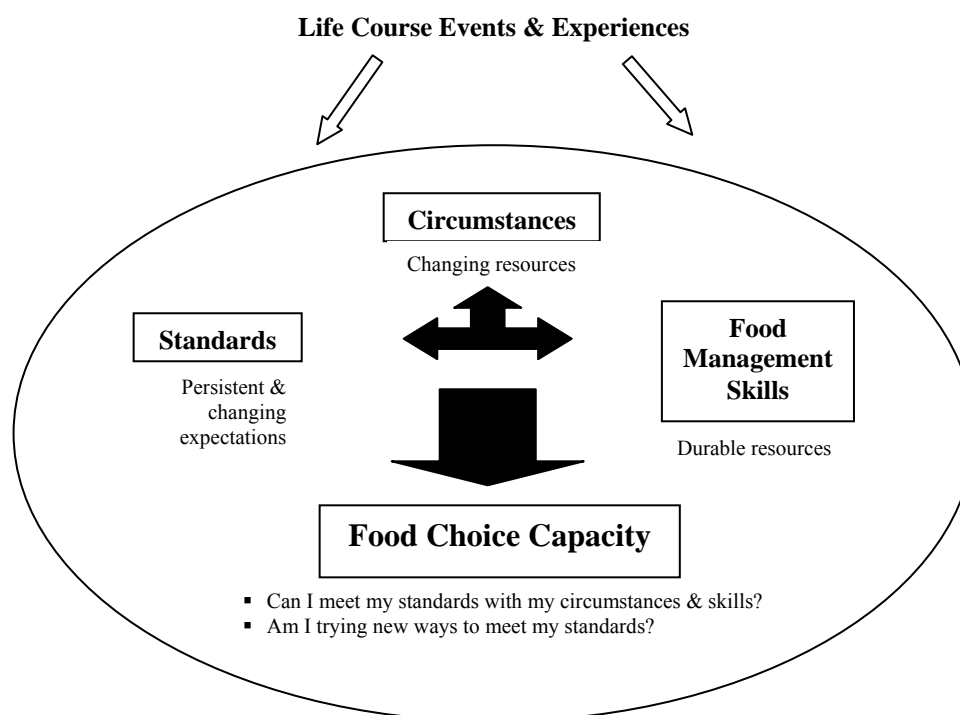 Life Course Events & Experiences
Circumstances
Changing resources
Standards
Persistent &
changing
expectations
Food
Management
Skills
Durable resources
Food Choice Capacity
▪ Can I meet my standards with my circumstances & skills?
▪ Am I trying new ways to meet my standards?